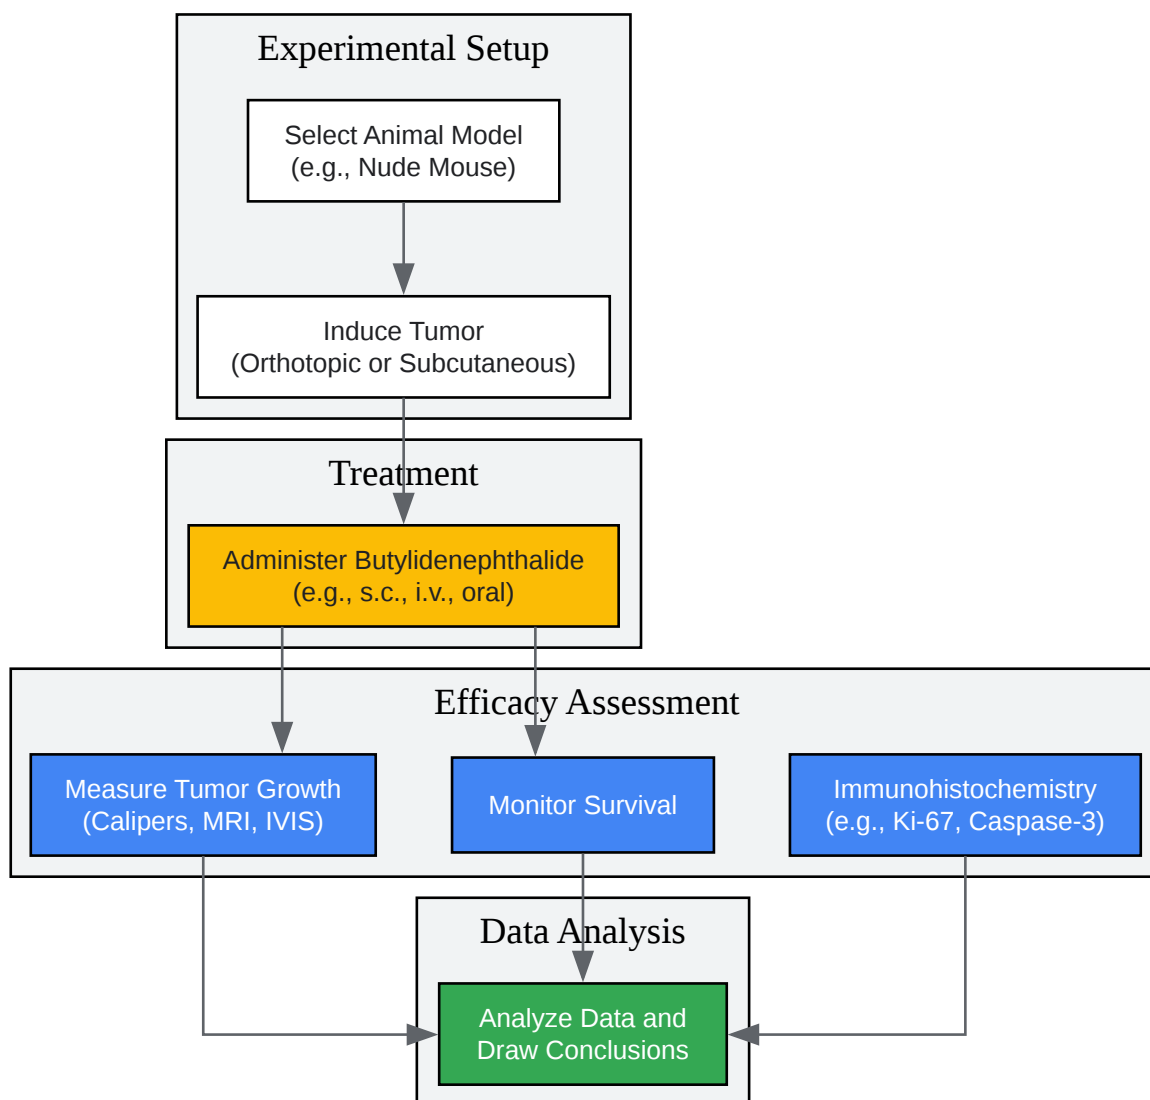 Experimental Setup
Select Animal Model
(e.g., Nude Mouse)
Induce Tumor
(Orthotopic or Subcutaneous)
Treatment
Administer Butylidenephthalide
(e.g., s.c., i.v., oral)
Efficacy Assessment
Measure Tumor Growth
(Calipers, MRI, IVIS)
Monitor Survival
Immunohistochemistry
(e.g., Ki-67, Caspase-3)
Data Analysis
Analyze Data and
Draw Conclusions